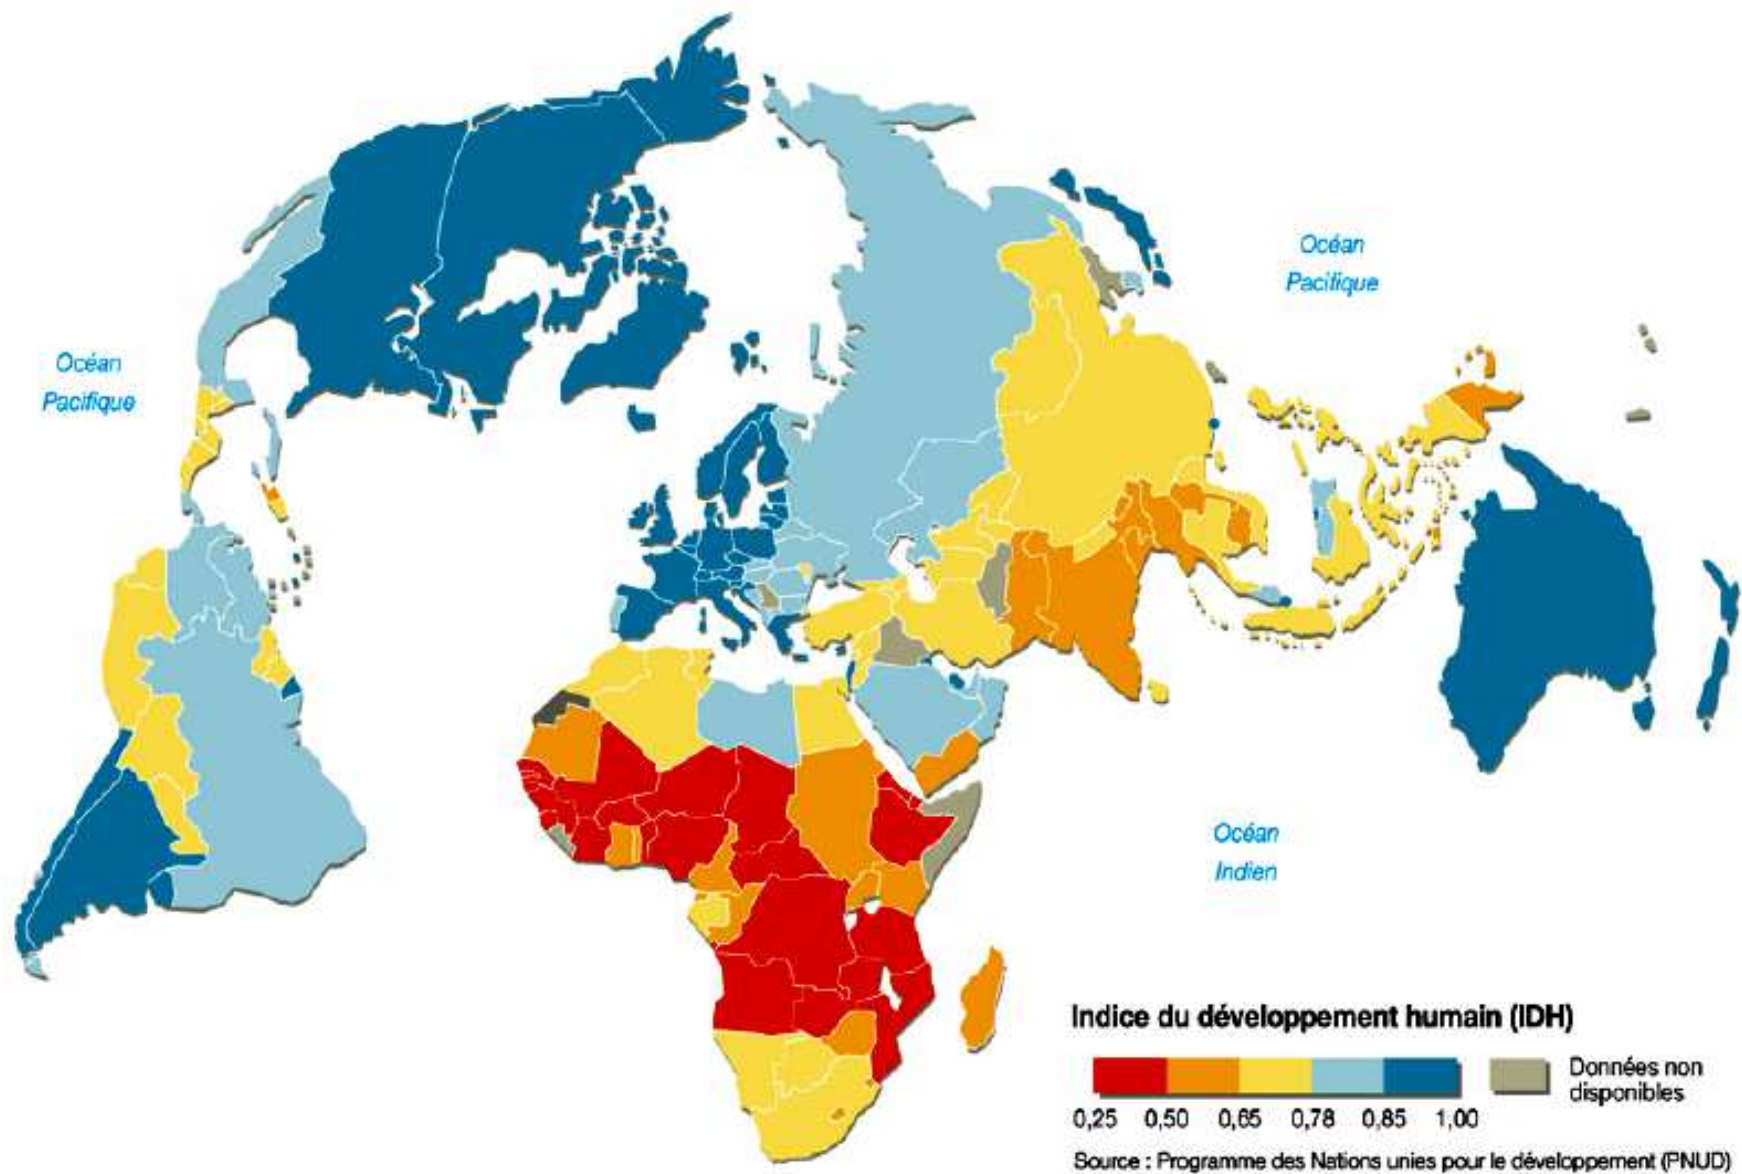 Océan
Pacifique
Océan
Pacifique
Océan
Indien
Indice du développement humain (IDH)
0,25 0,50 0,65 0,78 0,85 1,00
Données non
disponibles
Source : Programme des Nations unies pour le développement (PNUD)